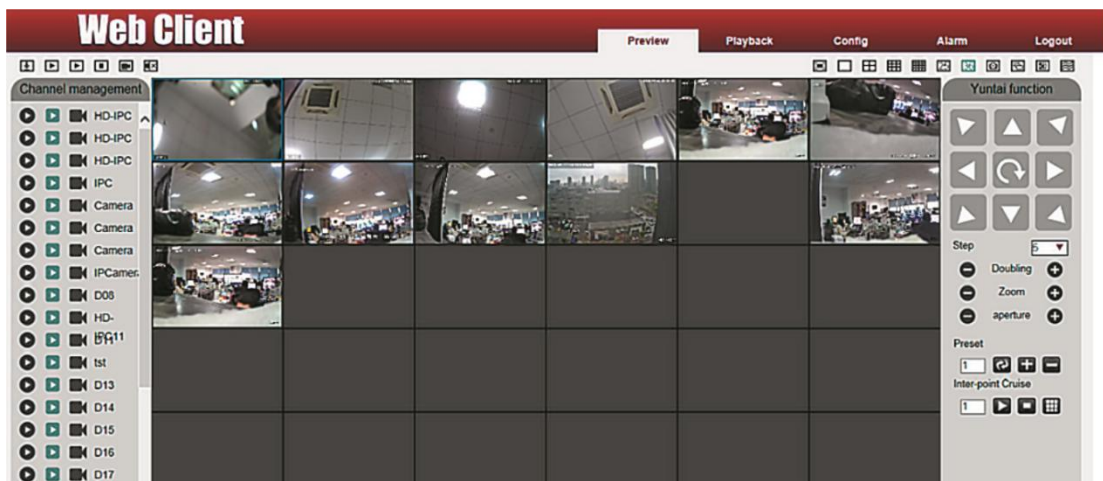 Web Client
Preview Playback Config Alarm Logout
Channel management
HD-IPC
HD-IPC
HD-IPC
IPC
Camera
Camera
Camera
IPCamer
D08
HD-
IPC11
D11
tst
D13
D14
D15
D16
D17
Yuntai function
Step 5
Doubling
Zoom
aperture
Preset
1
Inter-point Cruise
1